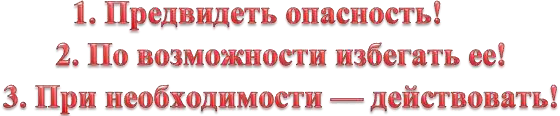 1. Предвидеть опасность!
2. По возможности избегать ее!
3. При необходимости — действовать!